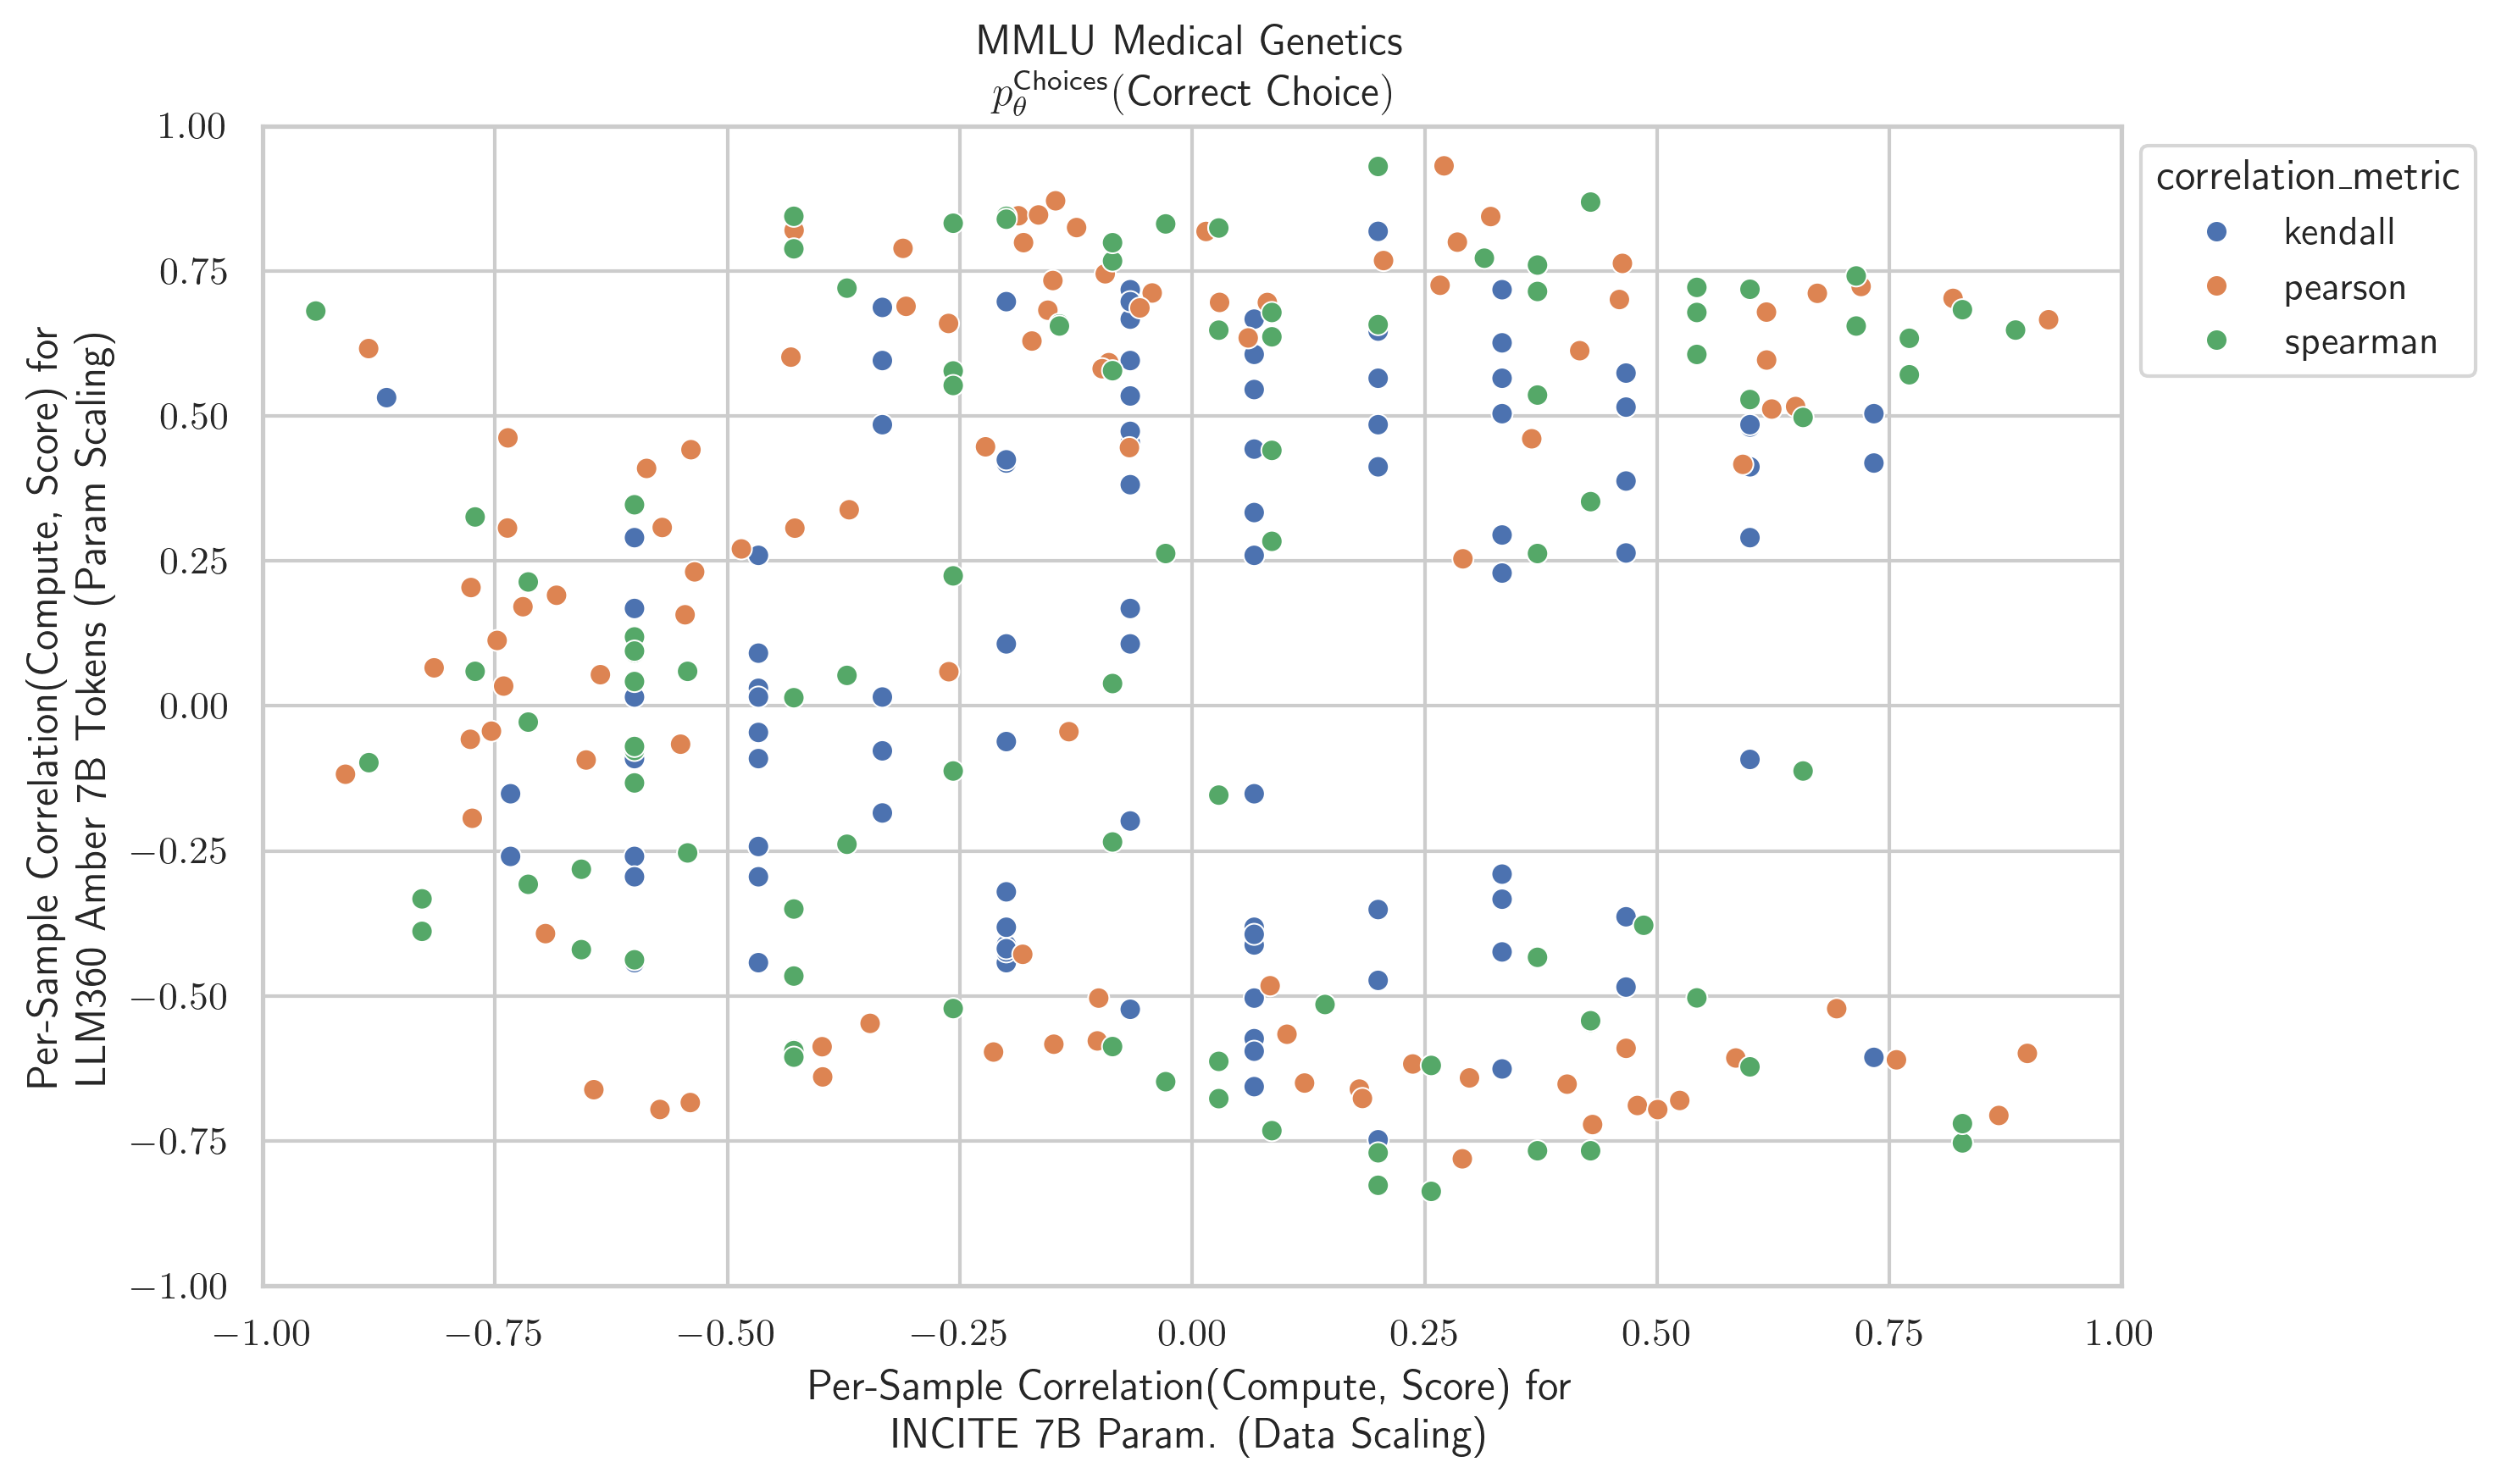 MMLU Medical Genetics
p_θ^Choices(Correct Choice)
Per-Sample Correlation(Compute, Score) for
LLM360 Amber 7B Tokens (Param Scaling)
1.00
0.75
0.50
0.25
0.00
−0.25
−0.50
−0.75
−1.00
−1.00 −0.75 −0.50 −0.25 0.00 0.25 0.50 0.75 1.00
Per-Sample Correlation(Compute, Score) for
INCITE 7B Param. (Data Scaling)
correlation_metric
kendall
pearson
spearman